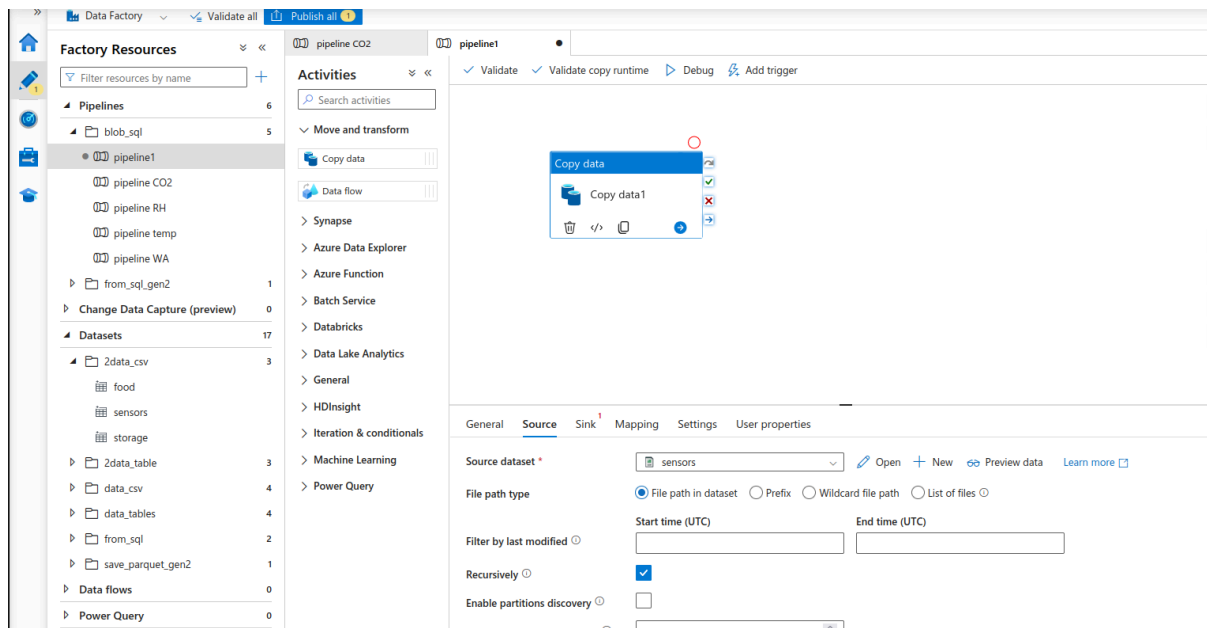 Data Factory
Validate all
Publish all 1
Factory Resources
Filter resources by name
Pipelines 6
blob_sql 5
pipeline1
pipeline CO2
pipeline RH
pipeline temp
pipeline WA
from_sql_gen2 1
Change Data Capture (preview) 0
Datasets 17
2data_csv 3
food
sensors
storage
2data_table 3
data_csv 4
data_tables 4
from_sql 2
save_parquet_gen2 1
Data flows 0
Power Query 0
1
pipeline CO2
pipeline1
Activities
Search activities
Move and transform
Copy data
Data flow
Synapse
Azure Data Explorer
Azure Function
Batch Service
Databricks
Data Lake Analytics
General
HDInsight
Iteration & conditionals
Machine Learning
Power Query
Validate Validate copy runtime Debug Add trigger
Copy data
Copy data1
General Source Sink 1 Mapping Settings User properties
Source dataset * sensors Open New Preview data Learn more
File path type File path in dataset Prefix Wildcard file path List of files
Start time (UTC) End time (UTC)
Filter by last modified
Recursively
Enable partitions discovery